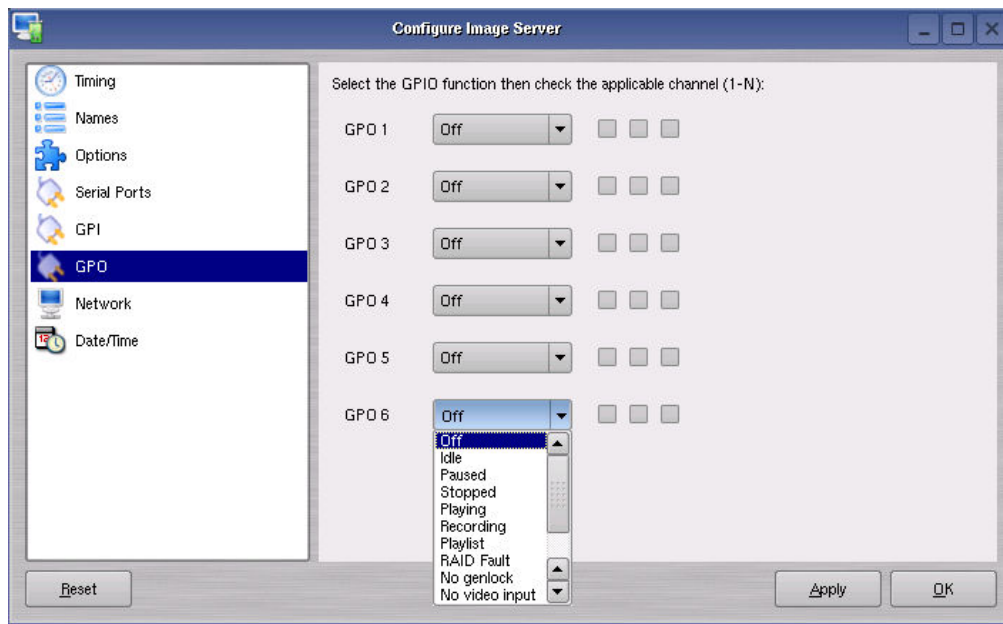 Configure Image Server
Timing
Names
Options
Serial Ports
GPI
GPO
Network
Date/Time
Select the GPIO function then check the applicable channel (1-N):
GPO 1 Off
GPO 2 Off
GPO 3 Off
GPO 4 Off
GPO 5 Off
GPO 6 Off
Off
Idle
Paused
Stopped
Playing
Recording
Playlist
RAID Fault
No genlock
No video input
Reset
Apply
OK